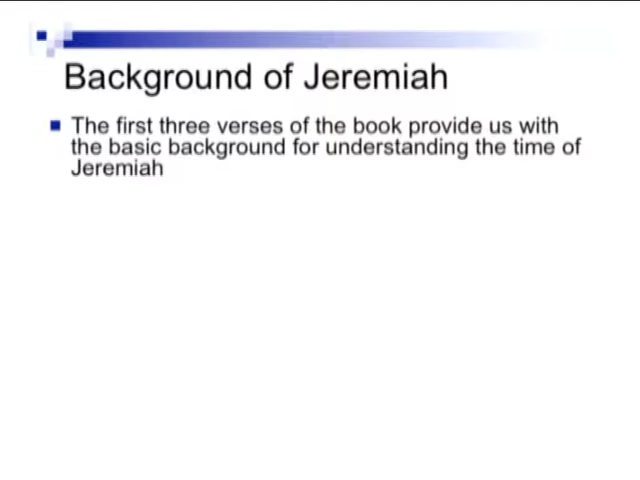 Background of Jeremiah
The first three verses of the book provide us with
the basic background for understanding the time of
Jeremiah